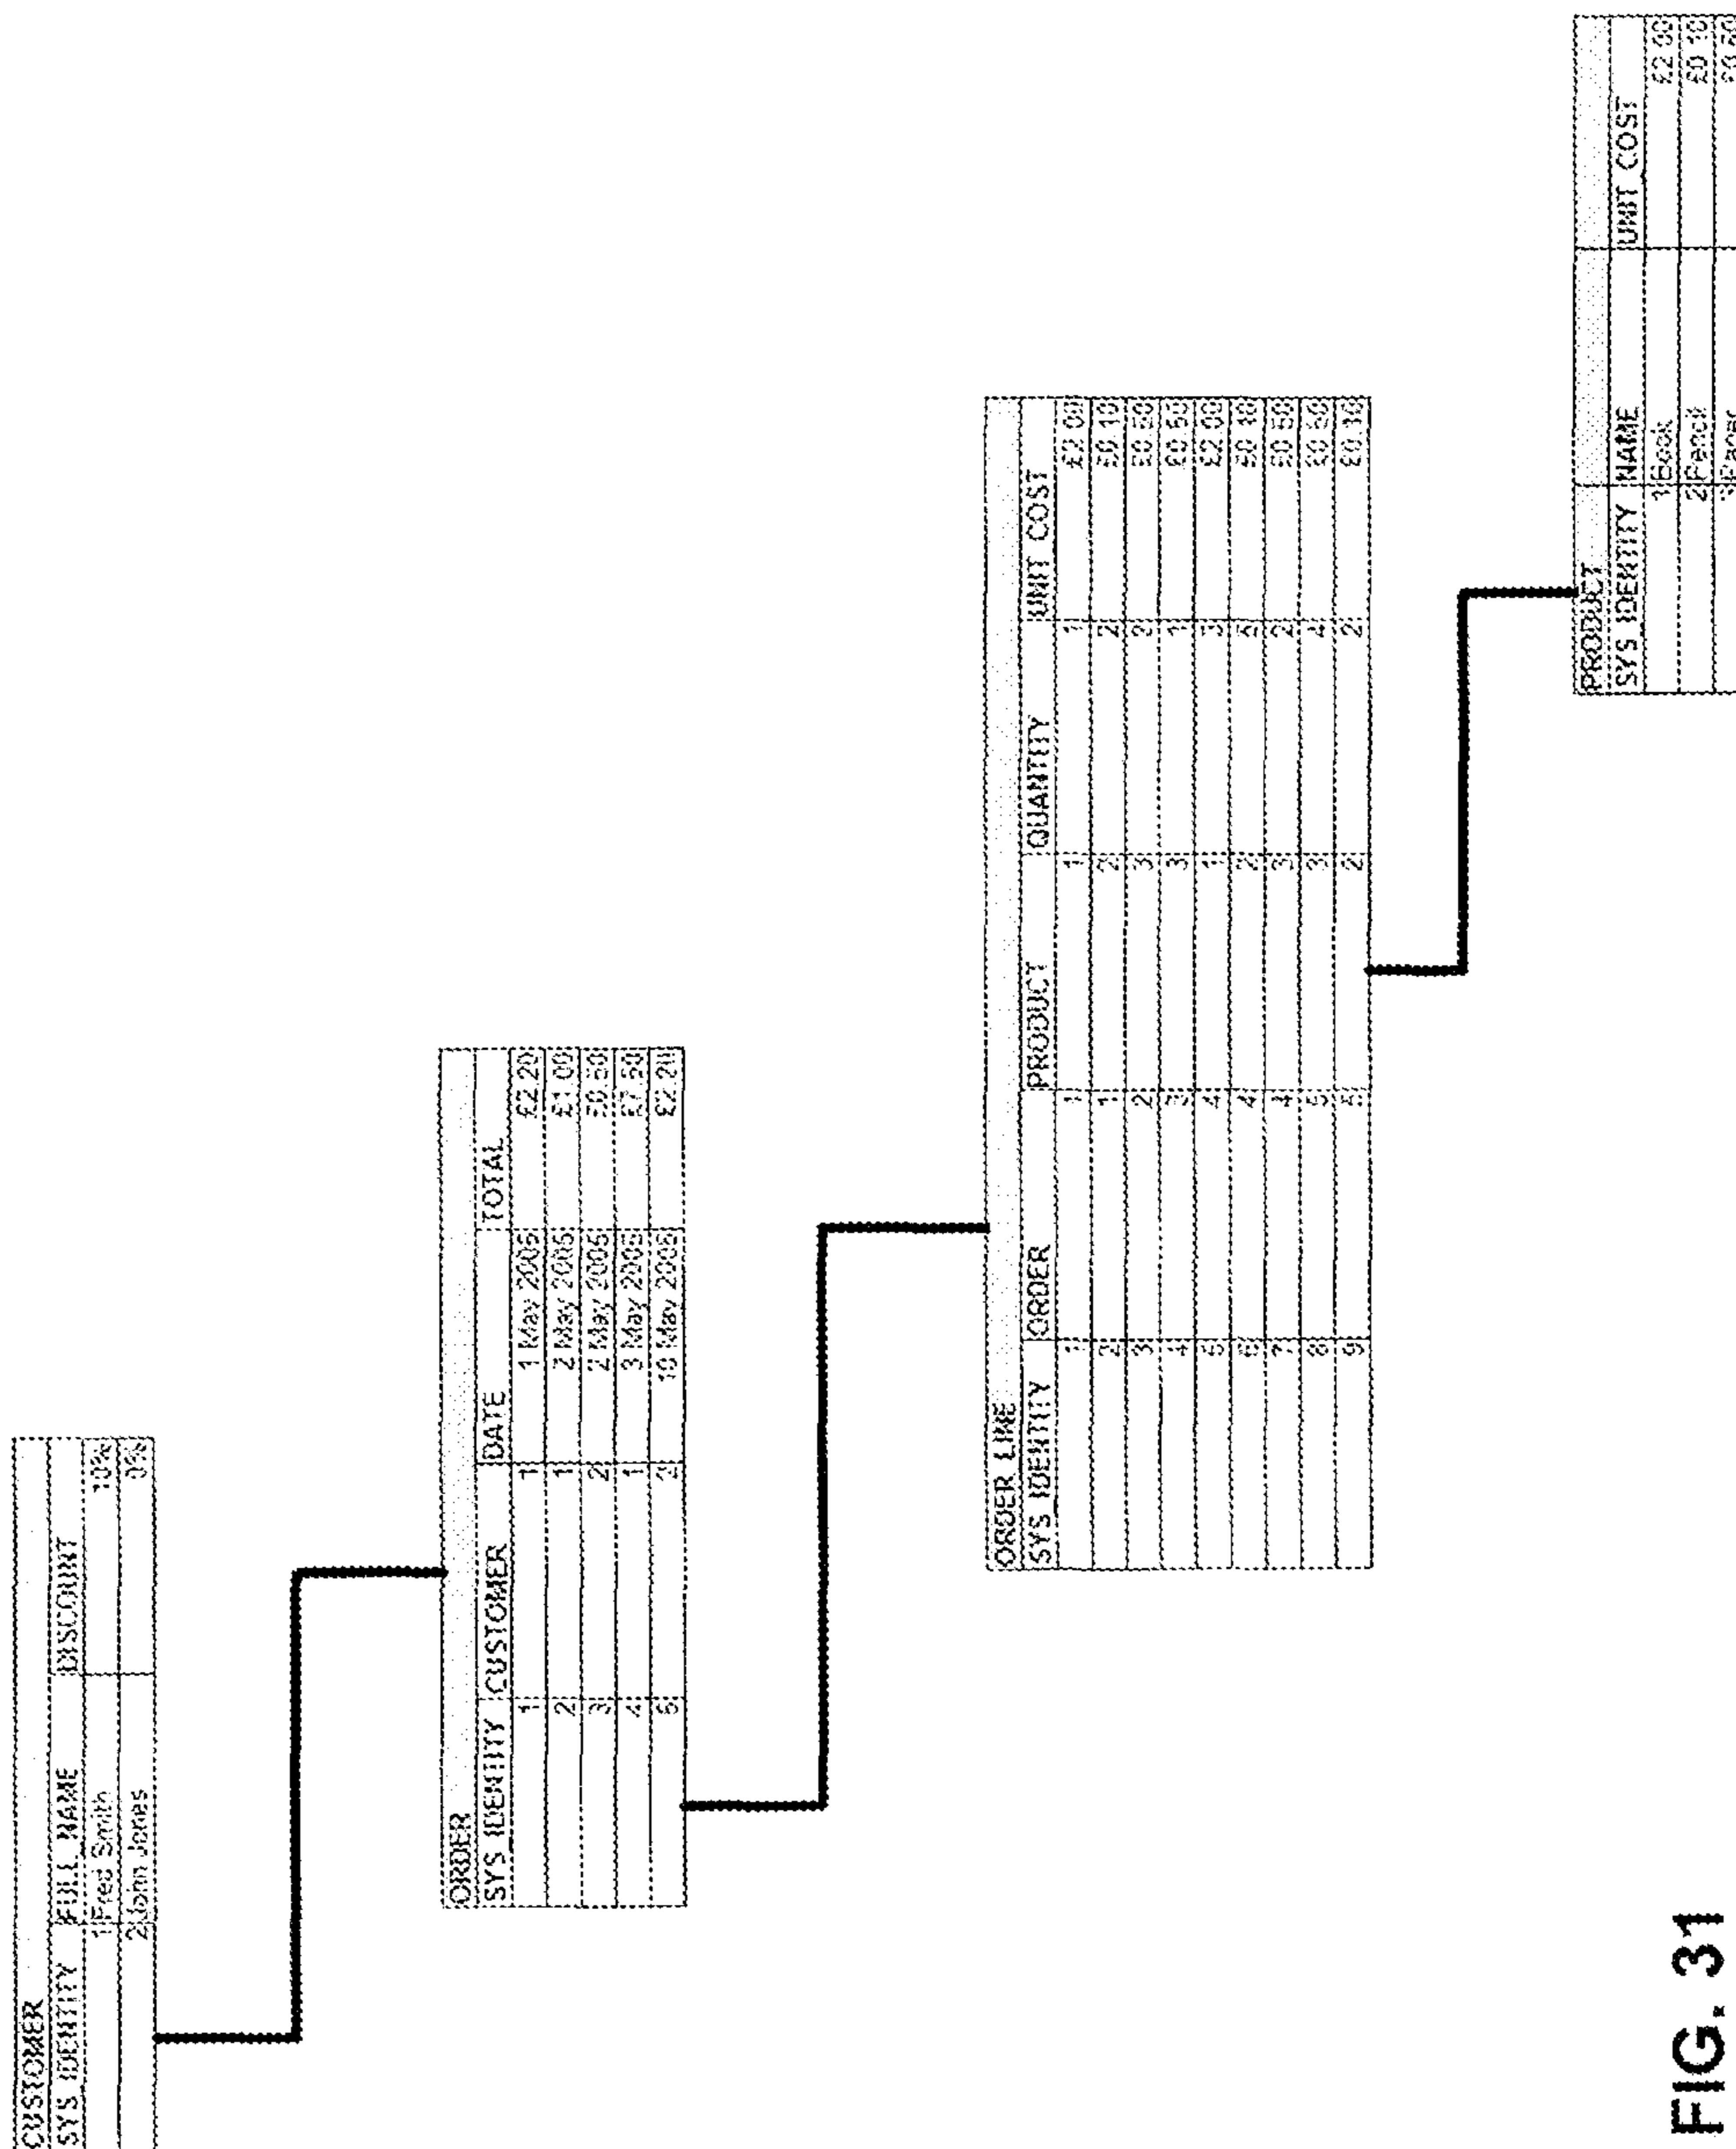 CUSTOMER
SYS IDENTITY FULL NAME DISCOUNT
1 Fred Smith 10%
2 John Jones 0%
ORDER
SYS IDENTITY CUSTOMER DATE TOTAL
1 1 1 May 2005 £2.20
2 1 2 May 2005 £1.00
3 2 2 May 2005 £0.50
4 1 3 May 2005 £7.50
5 2 10 May 2005 £2.20
ORDER LINE
SYS IDENTITY ORDER PRODUCT QUANTITY UNIT COST
1 1 1 1 £2.00
2 1 2 2 £0.10
3 2 3 2 £0.50
4 3 3 1 £0.50
5 4 1 3 £2.00
6 4 2 5 £0.10
7 4 3 2 £0.50
8 5 3 4 £0.50
9 5 2 2 £0.10
PRODUCT
SYS IDENTITY NAME UNIT COST
1 Book £2.00
2 Pencil £0.10
3 Paper £0.50
FIG. 31